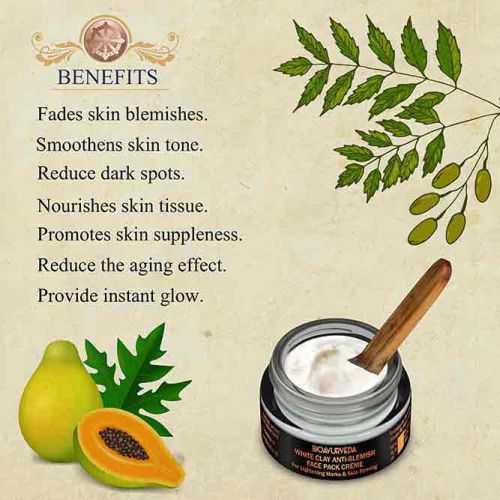 BENEFITS
Fades skin blemishes.
Smoothens skin tone.
Reduce dark spots.
Nourishes skin tissue.
Promotes skin suppleness.
Reduce the aging effect.
Provide instant glow.
BIOAYURVEDA
WHITE CLAY ANTI-BLEMISH
FACE PACK CREME
For Lightening Marks & Skin Firming